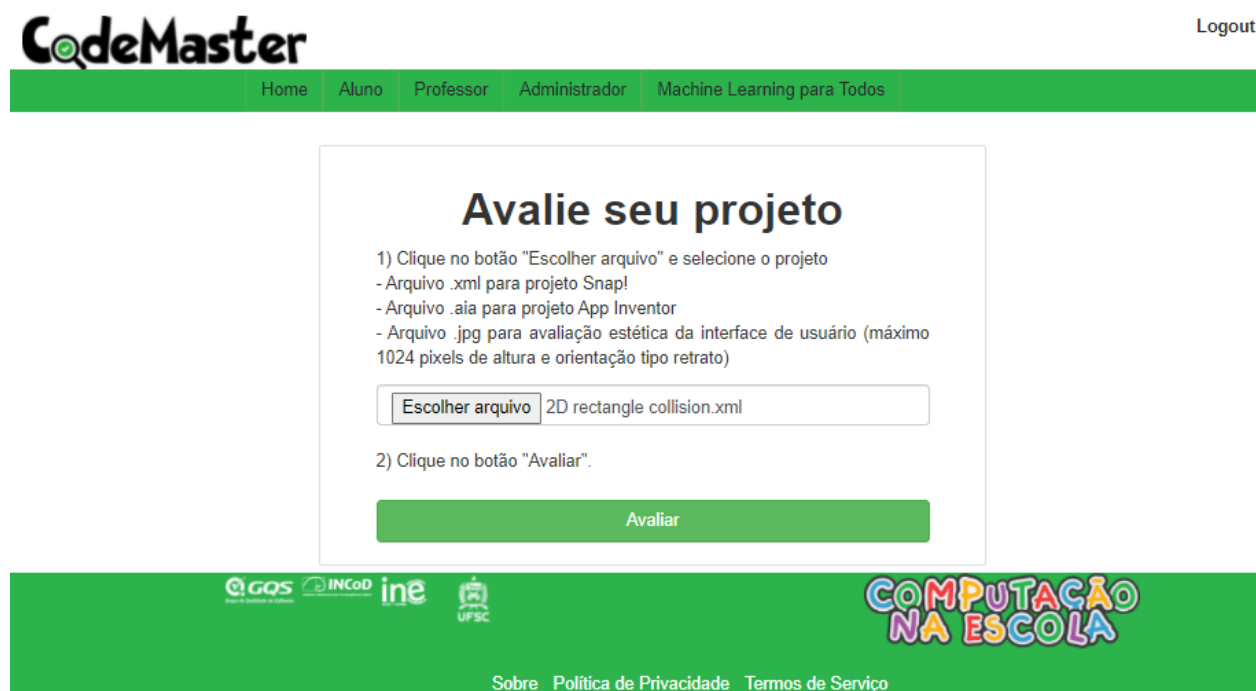 CodeMaster
Logout
Home Aluno Professor Administrador Machine Learning para Todos
Avalie seu projeto
1) Clique no botão "Escolher arquivo" e selecione o projeto
- Arquivo .xml para projeto Snap!
- Arquivo .aia para projeto App Inventor
- Arquivo .jpg para avaliação estética da interface de usuário (máximo
1024 pixels de altura e orientação tipo retrato)
Escolher arquivo 2D rectangle collision.xml
2) Clique no botão "Avaliar".
Avaliar
GQS INCoD ine UFSC
COMPUTAÇÃO
NA ESCOLA
Sobre Política de Privacidade Termos de Serviço